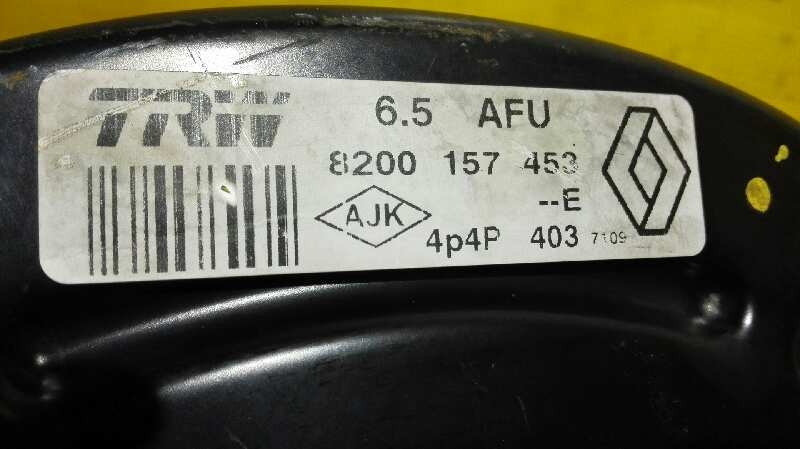 TRW 6.5 AFU
8200 157 453
--E
AJK
4p4P 403 7109